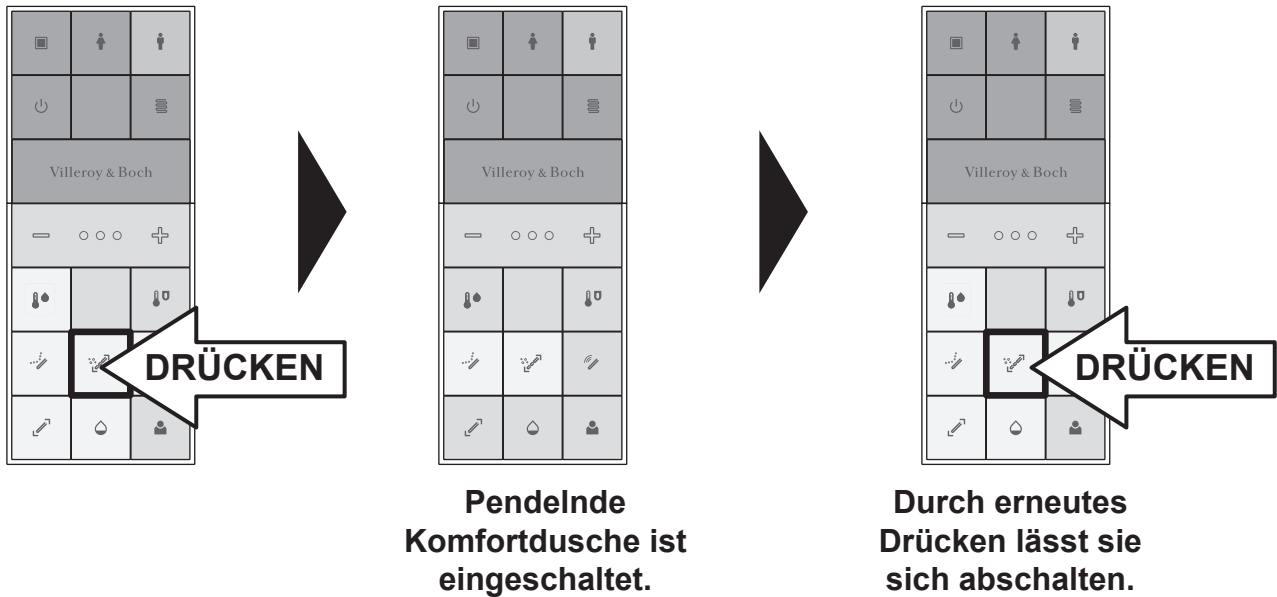 Villeroy & Boch
DRÜCKEN
Villeroy & Boch
Pendelnde
Komfortdusche ist
eingeschaltet.
Villeroy & Boch
DRÜCKEN
Durch erneutes
Drücken lässt sie
sich abschalten.